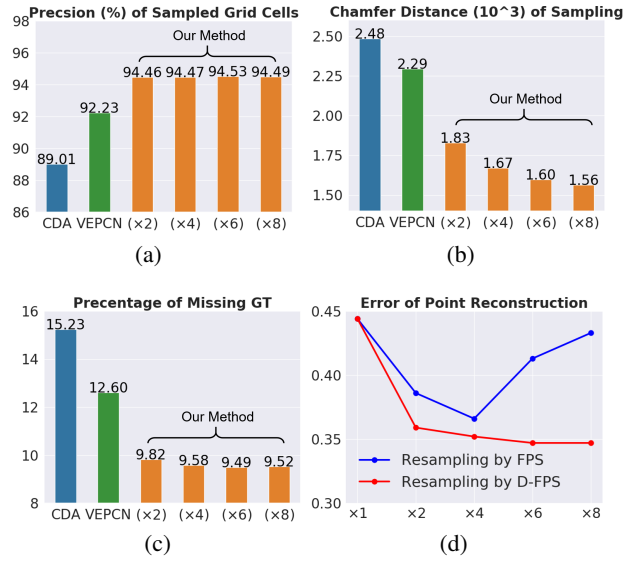 Precsion (%) of Sampled Grid Cells
98
96
94
92
90
88
86
89.01
92.23
94.46
94.47
94.53
94.49
Our Method
CDA VEPCN (×2) (×4) (×6) (×8)
(a)
Chamfer Distance (10^3) of Sampling
2.50
2.25
2.00
1.75
1.50
2.48
2.29
1.83
1.67
1.60
1.56
Our Method
CDA VEPCN (×2) (×4) (×6) (×8)
(b)
Precentage of Missing GT
16
14
12
10
8
15.23
12.60
9.82
9.58
9.49
9.52
Our Method
CDA VEPCN (×2) (×4) (×6) (×8)
(c)
Error of Point Reconstruction
0.45
0.40
0.35
0.30
Resampling by FPS
Resampling by D-FPS
×1 ×2 ×4 ×6 ×8
(d)